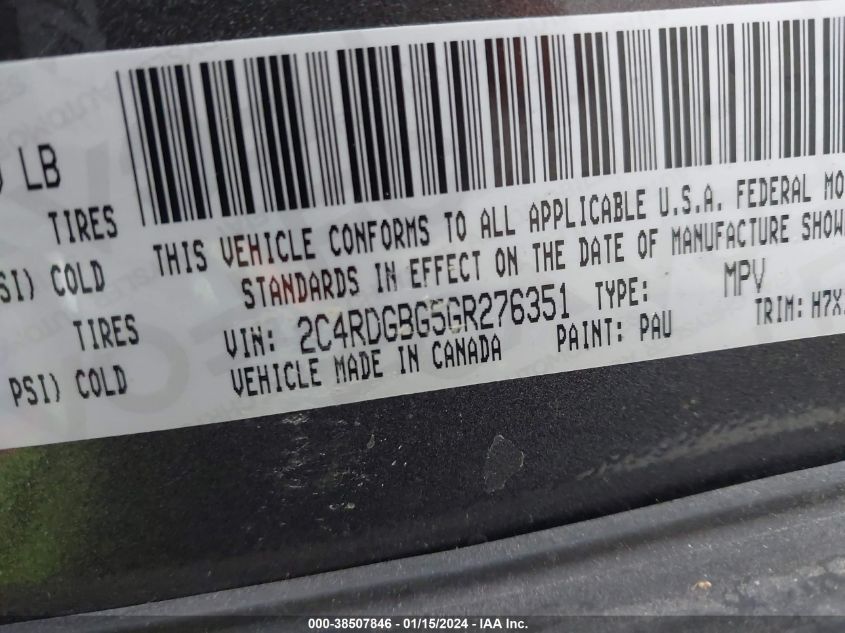 LB
TIRES
SI) COLD
TIRES
PSI) COLD
THIS VEHICLE CONFORMS TO ALL APPLICABLE U.S.A. FEDERAL MO
STANDARDS IN EFFECT ON THE DATE OF MANUFACTURE SHOW
VIN: 2C4RDGBG5GR276351 TYPE: MPV
VEHICLE MADE IN CANADA PAINT: PAU TRIM: H7X
000-38507846 - 01/15/2024 - IAA Inc.